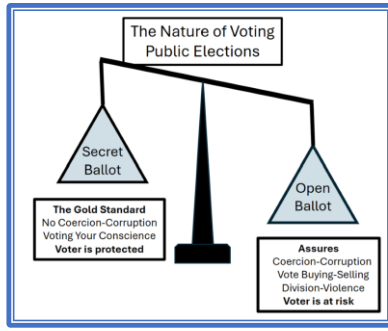 The Nature of Voting
Public Elections
Secret
Ballot
The Gold Standard
No Coercion-Corruption
Voting Your Conscience
Voter is protected
Open
Ballot
Assures
Coercion-Corruption
Vote Buying-Selling
Division-Violence
Voter is at risk